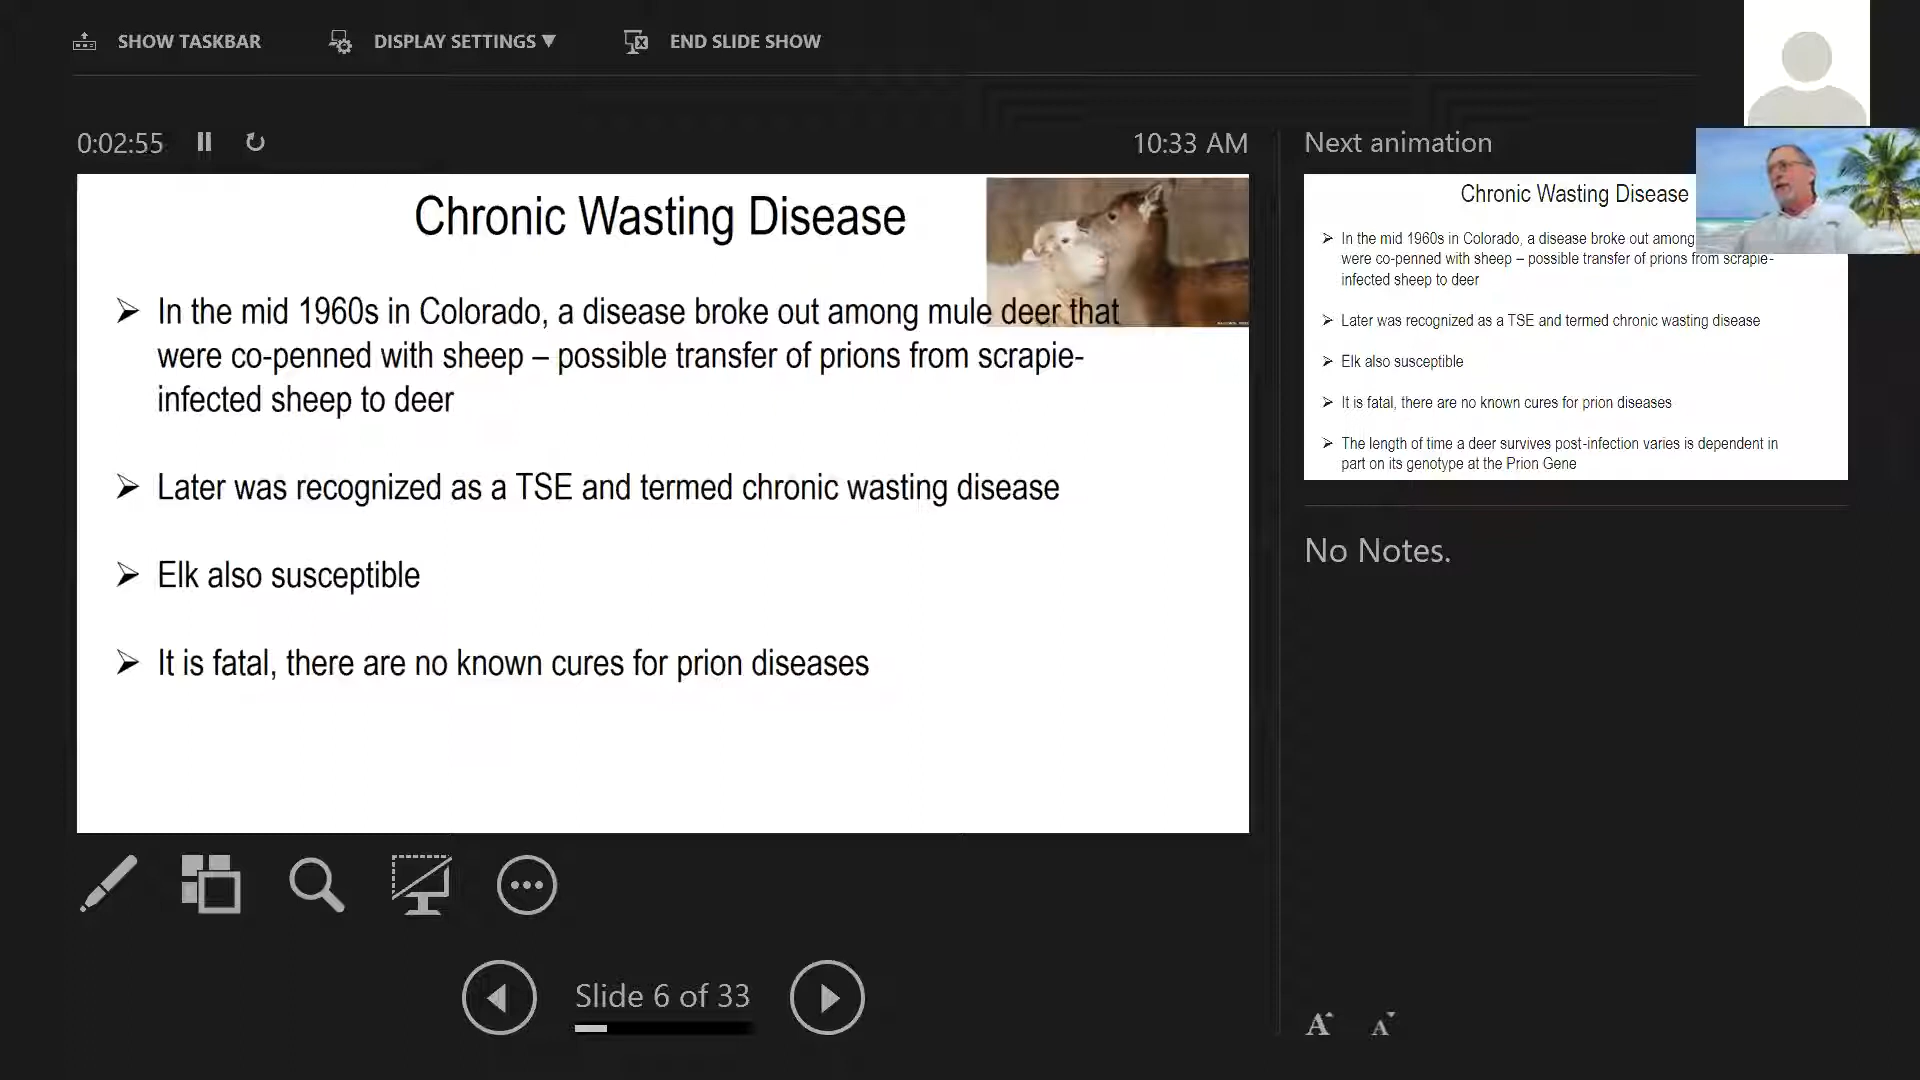 SHOW TASKBAR
DISPLAY SETTINGS ▼
END SLIDE SHOW
0:02:55
10:33 AM
Next animation
Chronic Wasting Disease
➢ In the mid 1960s in Colorado, a disease broke out among mule deer that
were co-penned with sheep – possible transfer of prions from scrapie-
infected sheep to deer
➢ Later was recognized as a TSE and termed chronic wasting disease
➢ Elk also susceptible
➢ It is fatal, there are no known cures for prion diseases
Chronic Wasting Disease
➢ In the mid 1960s in Colorado, a disease broke out among
were co-penned with sheep – possible transfer of prions from scrapie-
infected sheep to deer
➢ Later was recognized as a TSE and termed chronic wasting disease
➢ Elk also susceptible
➢ It is fatal, there are no known cures for prion diseases
➢ The length of time a deer survives post-infection varies is dependent in
part on its genotype at the Prion Gene
No Notes.
Slide 6 of 33
A A